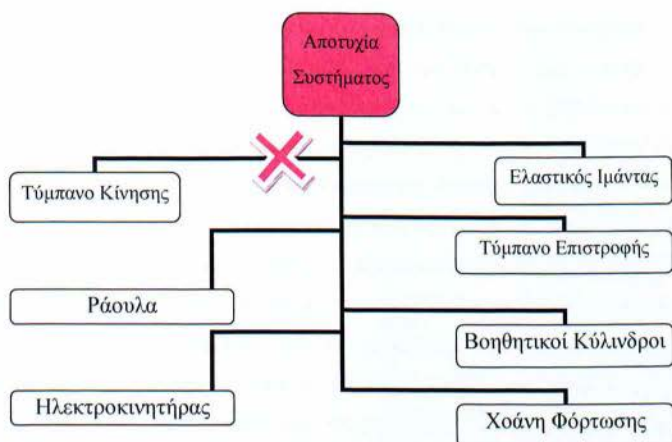 Αποτυχία
Συστήματος
Τύμπανο Κίνησης
Ελαστικός Ιμάντας
Τύμπανο Επιστροφής
Ράουλα
Βοηθητικοί Κύλινδροι
Ηλεκτροκινητήρας
Χοάνη Φόρτωσης